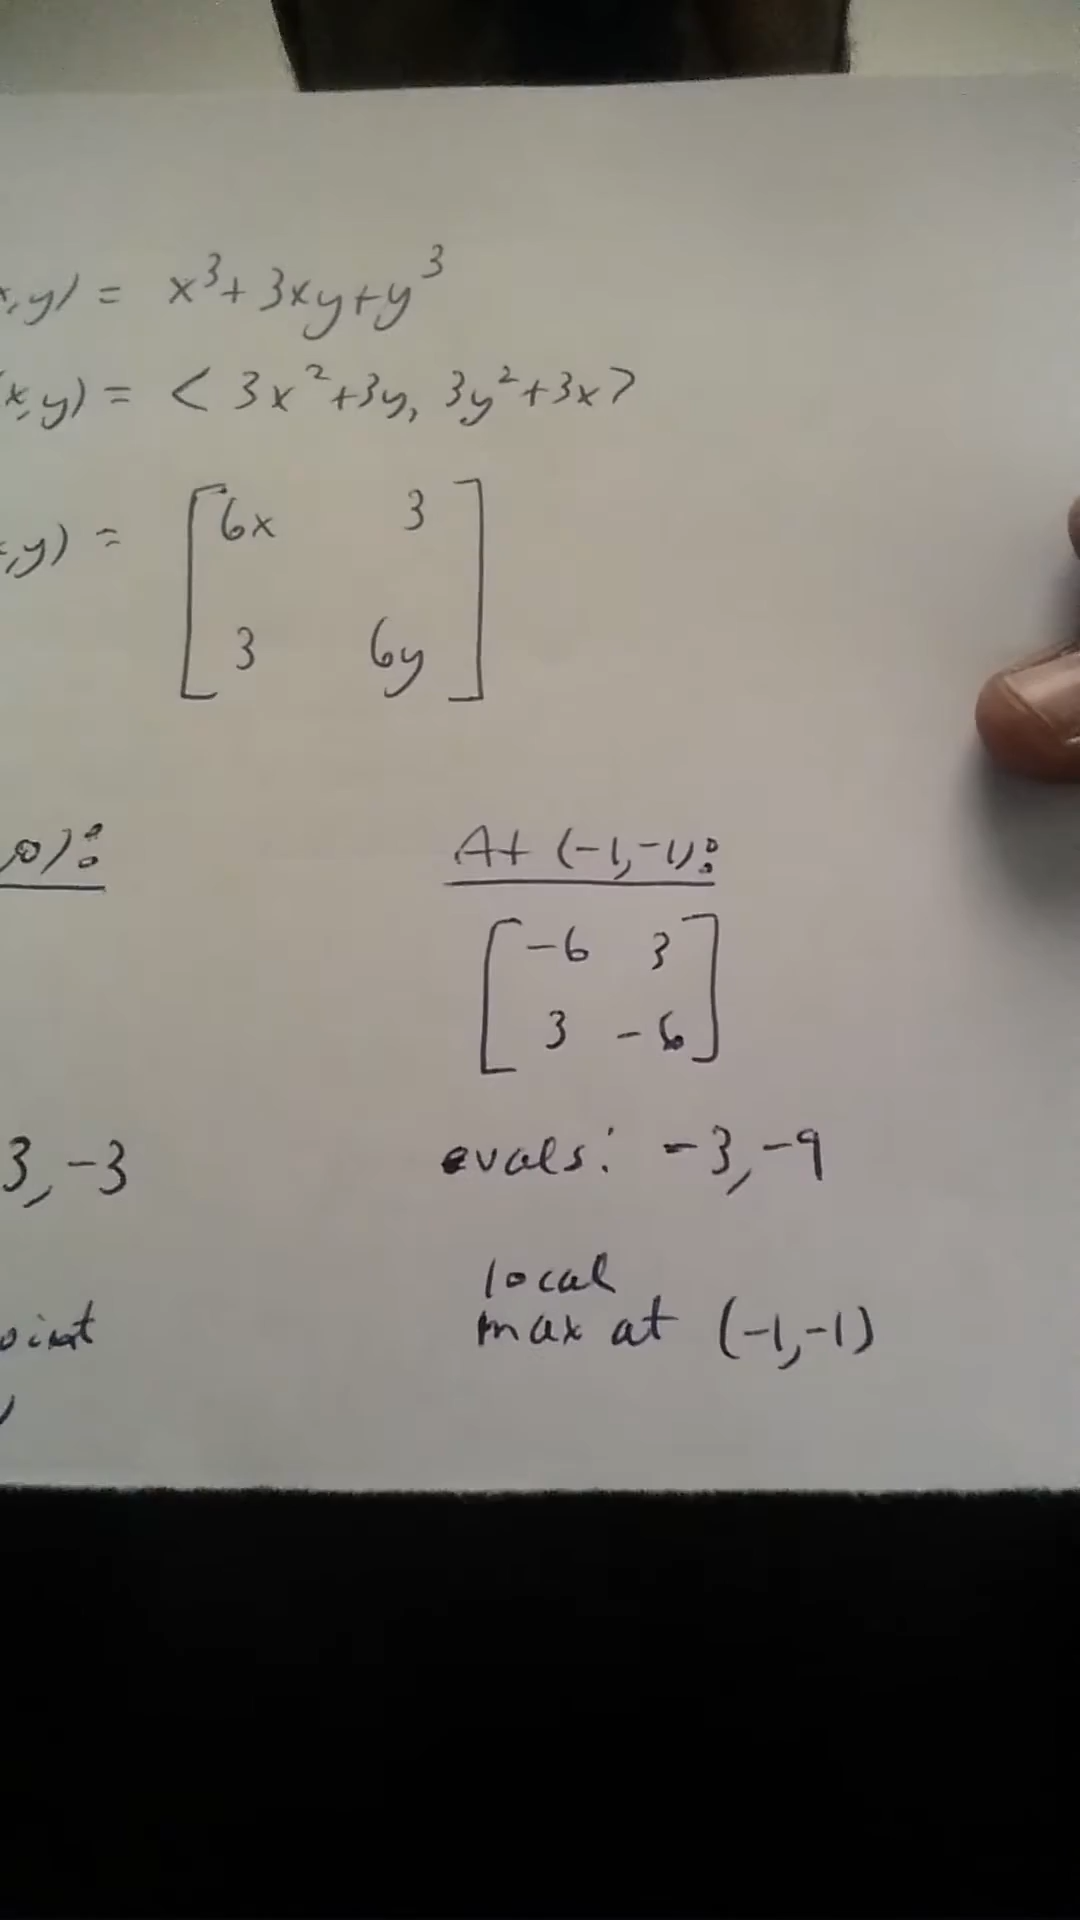 x,y) = x³+3xy+y³
x,y) = <3x²+3y, 3y²+3x>
,y) = [6x 3
3 6y]
,0):
At (-1,-1):
[-6 3
3 -6]
3,-3
evals: -3,-9
local
max at (-1,-1)
oint
)